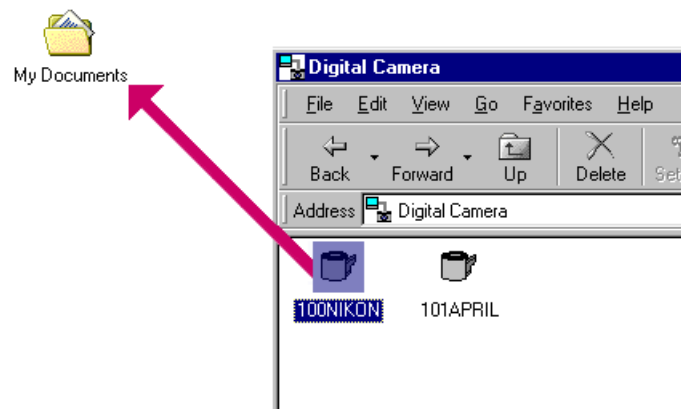 My Documents
Digital Camera
File Edit View Go Favorites Help
Back Forward Up Delete
Address Digital Camera
100NIKON 101APRIL